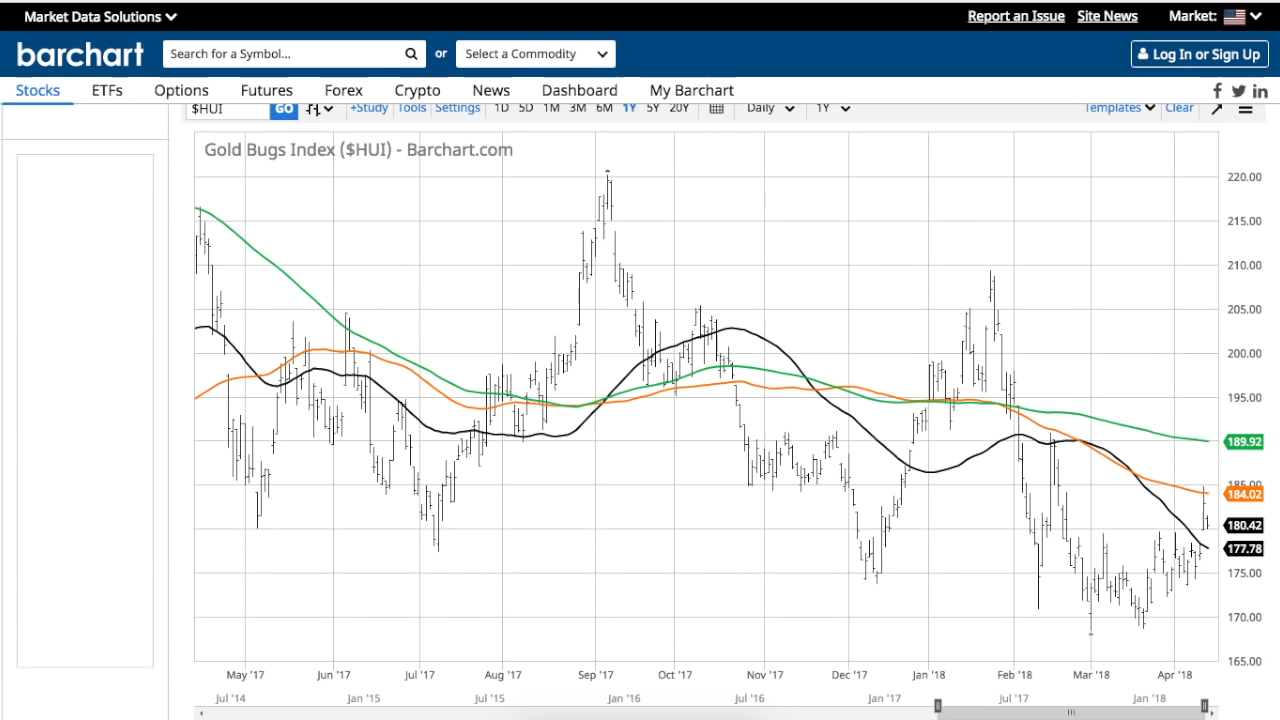 Market Data Solutions
Report an Issue Site News Market:
barchart Search for a Symbol... or Select a Commodity Log In or Sign Up
Stocks ETFs Options Futures Forex Crypto News Dashboard My Barchart
$HUI GO +Study Tools Settings 1D 5D 1M 3M 6M 1Y 5Y 20Y Daily 1Y Templates Clear
Gold Bugs Index ($HUI) - Barchart.com
220.00
215.00
210.00
205.00
200.00
195.00
189.92
185.00
184.02
180.42
177.78
175.00
170.00
165.00
May '17 Jun '17 Jul '17 Aug '17 Sep '17 Oct '17 Nov '17 Dec '17 Jan '18 Feb '18 Mar '18 Apr '18
Jul '14 Jan '15 Jul '15 Jan '16 Jul '16 Jan '17 Jul '17 Jan '18